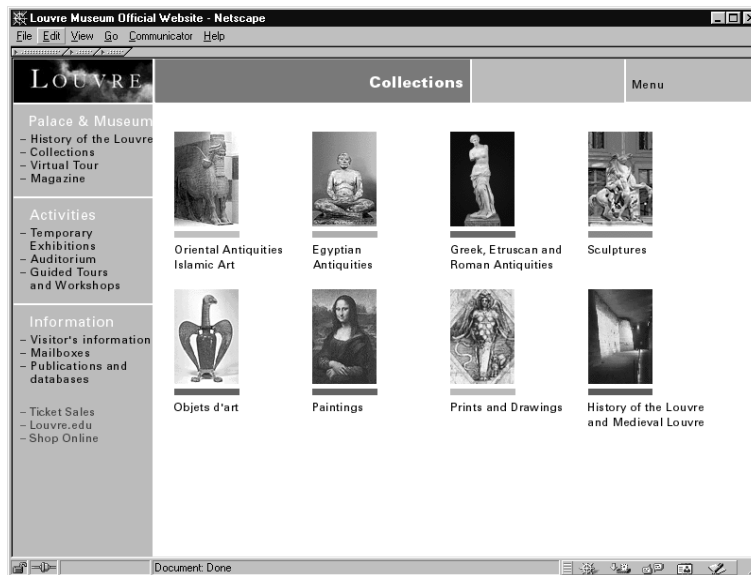 Louvre Museum Official Website - Netscape
File Edit View Go Communicator Help
LOUVRE
Collections
Menu
Palace & Museum
– History of the Louvre
– Collections
– Virtual Tour
– Magazine
Activities
– Temporary
Exhibitions
– Auditorium
– Guided Tours
and Workshops
Information
– Visitor's information
– Mailboxes
– Publications and
databases
– Ticket Sales
– Louvre.edu
– Shop Online
Oriental Antiquities
Islamic Art
Egyptian
Antiquities
Greek, Etruscan and
Roman Antiquities
Sculptures
Objets d'art
Paintings
Prints and Drawings
History of the Louvre
and Medieval Louvre
Document: Done